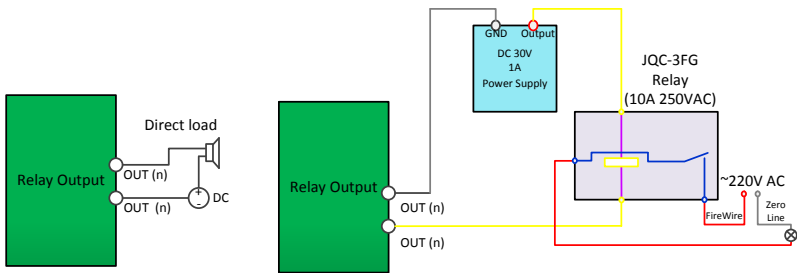 Relay Output
Direct load
OUT (n)
OUT (n)
+
-
DC
Relay Output
OUT (n)
OUT (n)
GND
Output
DC 30V
1A
Power Supply
JQC-3FG
Relay
(10A 250VAC)
~220V AC
FireWire
Zero
Line